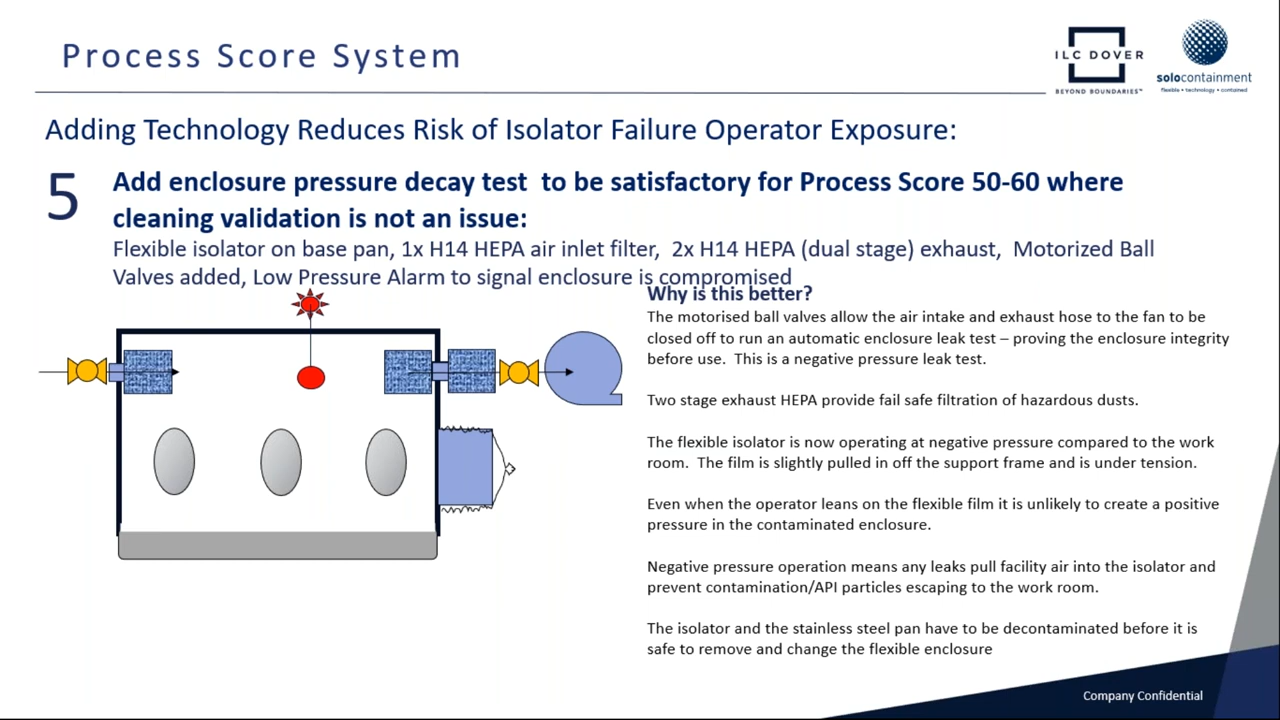 Process Score System
ILC DOVER
BEYOND BOUNDARIES™
solocontainment
flexible • technology • contained
Adding Technology Reduces Risk of Isolator Failure Operator Exposure:
5
Add enclosure pressure decay test to be satisfactory for Process Score 50-60 where
cleaning validation is not an issue:
Flexible isolator on base pan, 1x H14 HEPA air inlet filter, 2x H14 HEPA (dual stage) exhaust, Motorized Ball
Valves added, Low Pressure Alarm to signal enclosure is compromised
Why is this better?
The motorised ball valves allow the air intake and exhaust hose to the fan to be
closed off to run an automatic enclosure leak test – proving the enclosure integrity
before use. This is a negative pressure leak test.
Two stage exhaust HEPA provide fail safe filtration of hazardous dusts.
The flexible isolator is now operating at negative pressure compared to the work
room. The film is slightly pulled in off the support frame and is under tension.
Even when the operator leans on the flexible film it is unlikely to create a positive
pressure in the contaminated enclosure.
Negative pressure operation means any leaks pull facility air into the isolator and
prevent contamination/API particles escaping to the work room.
The isolator and the stainless steel pan have to be decontaminated before it is
safe to remove and change the flexible enclosure
Company Confidential